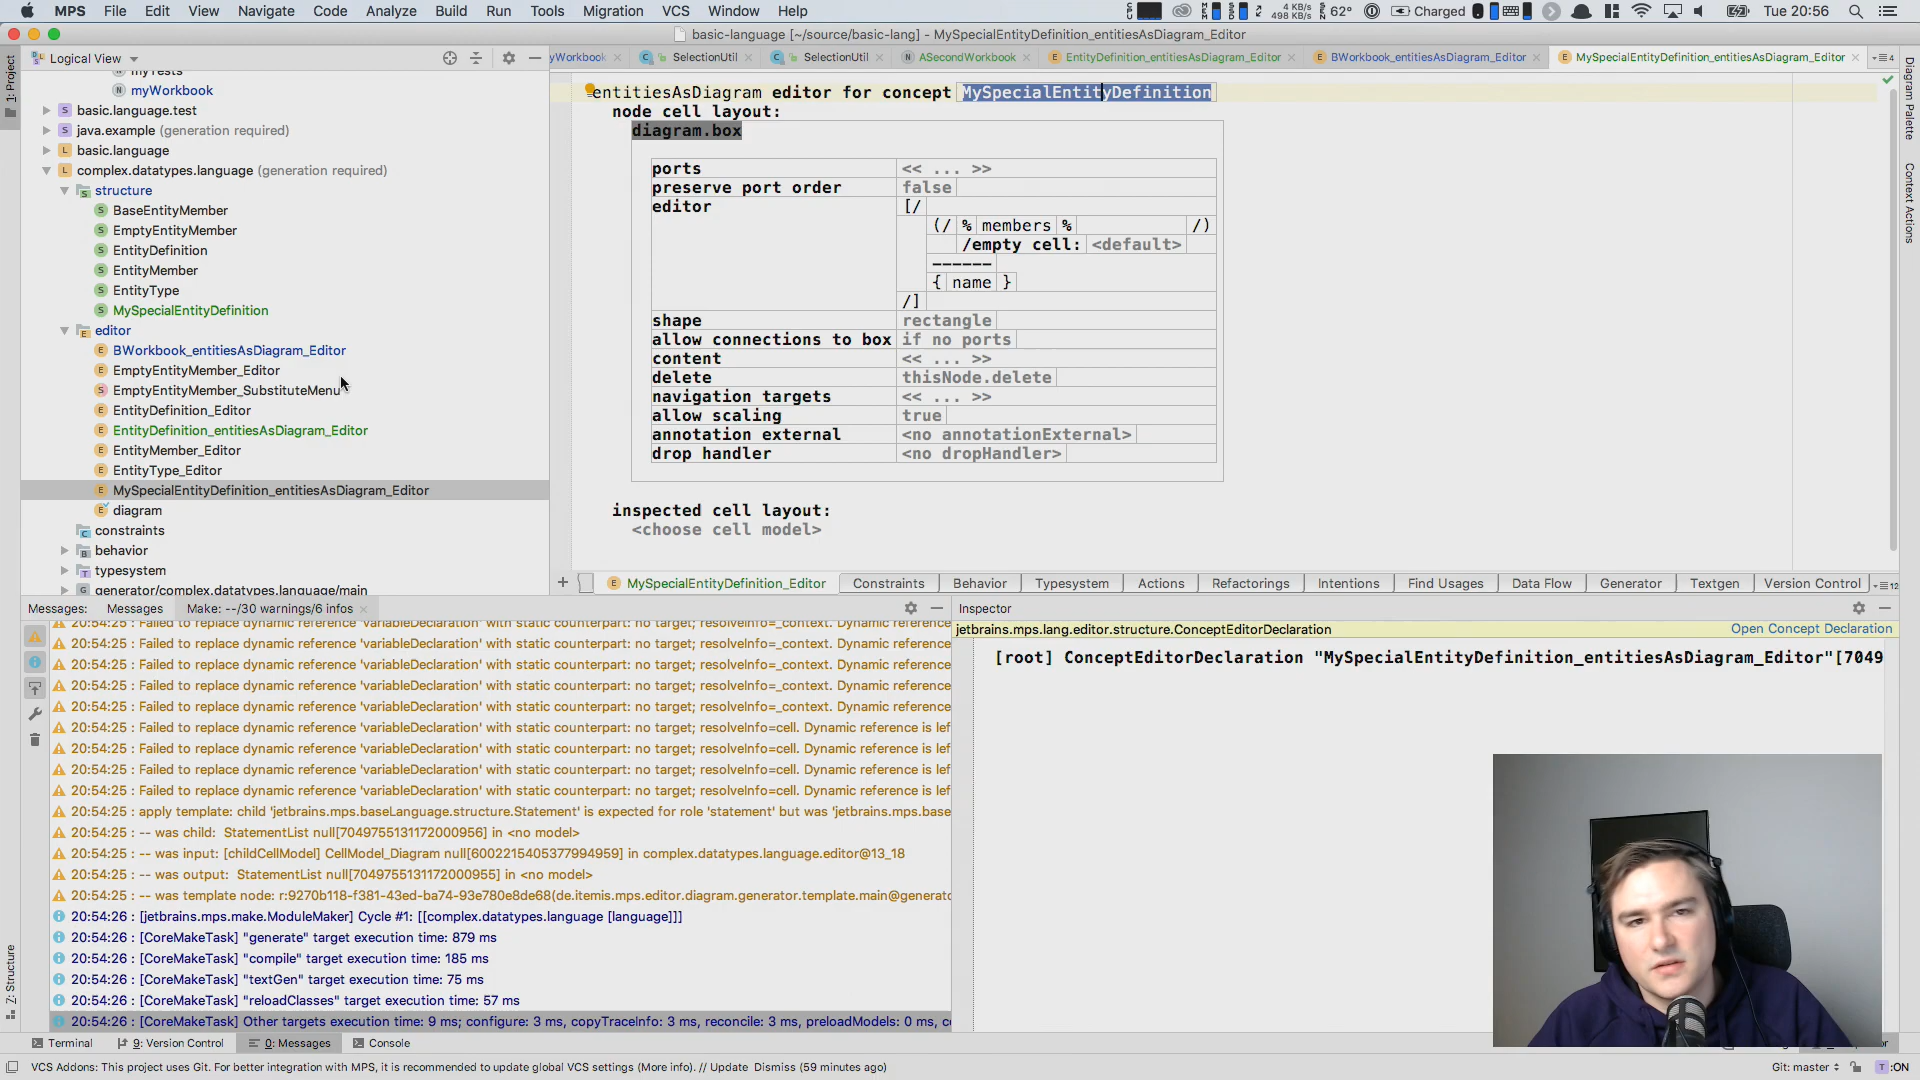 MPS File Edit View Navigate Code Analyze Build Run Tools Migration VCS Window Help
4 KB/s
498 KB/s
62° Charged Tue 20:56
basic-language [~/source/basic-lang] - MySpecialEntityDefinition_entitiesAsDiagram_Editor
Logical View
yWorkbook SelectionUtil SelectionUtil ASecondWorkbook EntityDefinition_entitiesAsDiagram_Editor BWorkbook_entitiesAsDiagram_Editor MySpecialEntityDefinition_entitiesAsDiagram_Editor
1: Project
myTests
myWorkbook
basic.language.test
java.example (generation required)
basic.language
complex.datatypes.language (generation required)
structure
BaseEntityMember
EmptyEntityMember
EntityDefinition
EntityMember
EntityType
MySpecialEntityDefinition
editor
BWorkbook_entitiesAsDiagram_Editor
EmptyEntityMember_Editor
EmptyEntityMember_SubstituteMenu
EntityDefinition_Editor
EntityDefinition_entitiesAsDiagram_Editor
EntityMember_Editor
EntityType_Editor
MySpecialEntityDefinition_entitiesAsDiagram_Editor
diagram
constraints
behavior
typesystem
generator/complex.datatypes.language/main
entitiesAsDiagram editor for concept MySpecialEntityDefinition
node cell layout:
diagram.box
ports << ... >>
preserve port order false
editor [/
(/ % members % /)
/empty cell: <default>
------
{ name }
/]
shape rectangle
allow connections to box if no ports
content << ... >>
delete thisNode.delete
navigation targets << ... >>
allow scaling true
annotation external <no annotationExternal>
drop handler <no dropHandler>
inspected cell layout:
<choose cell model>
Diagram Palette
Context Actions
+ MySpecialEntityDefinition_Editor Constraints Behavior Typesystem Actions Refactorings Intentions Find Usages Data Flow Generator Textgen Version Control
Messages: Messages Make: --/30 warnings/6 infos
20:54:25 : Failed to replace dynamic reference 'variableDeclaration' with static counterpart: no target; resolveInfo=_context. Dynamic reference
20:54:25 : Failed to replace dynamic reference 'variableDeclaration' with static counterpart: no target; resolveInfo=_context. Dynamic reference
20:54:25 : Failed to replace dynamic reference 'variableDeclaration' with static counterpart: no target; resolveInfo=_context. Dynamic reference
20:54:25 : Failed to replace dynamic reference 'variableDeclaration' with static counterpart: no target; resolveInfo=_context. Dynamic reference
20:54:25 : Failed to replace dynamic reference 'variableDeclaration' with static counterpart: no target; resolveInfo=_context. Dynamic reference
20:54:25 : Failed to replace dynamic reference 'variableDeclaration' with static counterpart: no target; resolveInfo=cell. Dynamic reference is lef
20:54:25 : Failed to replace dynamic reference 'variableDeclaration' with static counterpart: no target; resolveInfo=cell. Dynamic reference is lef
20:54:25 : Failed to replace dynamic reference 'variableDeclaration' with static counterpart: no target; resolveInfo=cell. Dynamic reference is lef
20:54:25 : Failed to replace dynamic reference 'variableDeclaration' with static counterpart: no target; resolveInfo=cell. Dynamic reference is lef
20:54:25 : apply template: child 'jetbrains.mps.baseLanguage.structure.Statement' is expected for role 'statement' but was 'jetbrains.mps.base
20:54:25 : -- was child: StatementList null[7049755131172000956] in <no model>
20:54:25 : -- was input: [childCellModel] CellModel_Diagram null[6002215405377994959] in complex.datatypes.language.editor@13_18
20:54:25 : -- was output: StatementList null[7049755131172000955] in <no model>
20:54:25 : -- was template node: r:9270b118-f381-43ed-ba74-93e780e8de68(de.itemis.mps.editor.diagram.generator.template.main@generato
20:54:26 : [jetbrains.mps.make.ModuleMaker] Cycle #1: [[complex.datatypes.language [language]]]
20:54:26 : [CoreMakeTask] "generate" target execution time: 879 ms
20:54:26 : [CoreMakeTask] "compile" target execution time: 185 ms
20:54:26 : [CoreMakeTask] "textGen" target execution time: 75 ms
20:54:26 : [CoreMakeTask] "reloadClasses" target execution time: 57 ms
20:54:26 : [CoreMakeTask] Other targets execution time: 9 ms; configure: 3 ms, copyTraceInfo: 3 ms, reconcile: 3 ms, preloadModels: 0 ms, c
Inspector
jetbrains.mps.lang.editor.structure.ConceptEditorDeclaration Open Concept Declaration
[root] ConceptEditorDeclaration "MySpecialEntityDefinition_entitiesAsDiagram_Editor"[7049
Z: Structure
Terminal 9: Version Control 0: Messages Console
VCS Addons: This project uses Git. For better integration with MPS, it is recommended to update global VCS settings (More info). // Update Dismiss (59 minutes ago)
Git: master T :ON